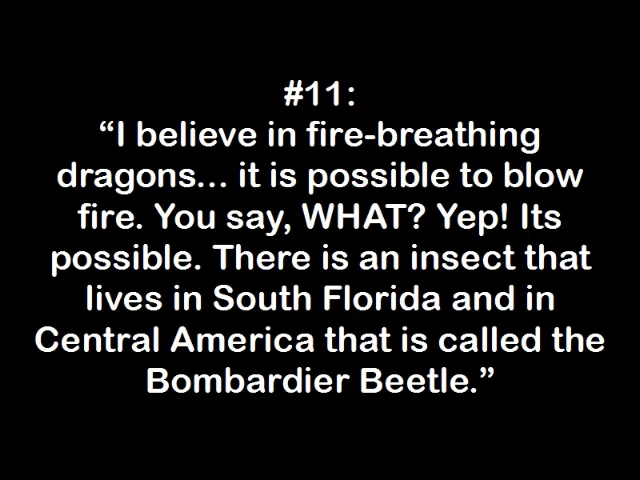 #11:
“I believe in fire-breathing
dragons... it is possible to blow
fire. You say, WHAT? Yep! Its
possible. There is an insect that
lives in South Florida and in
Central America that is called the
Bombardier Beetle.”